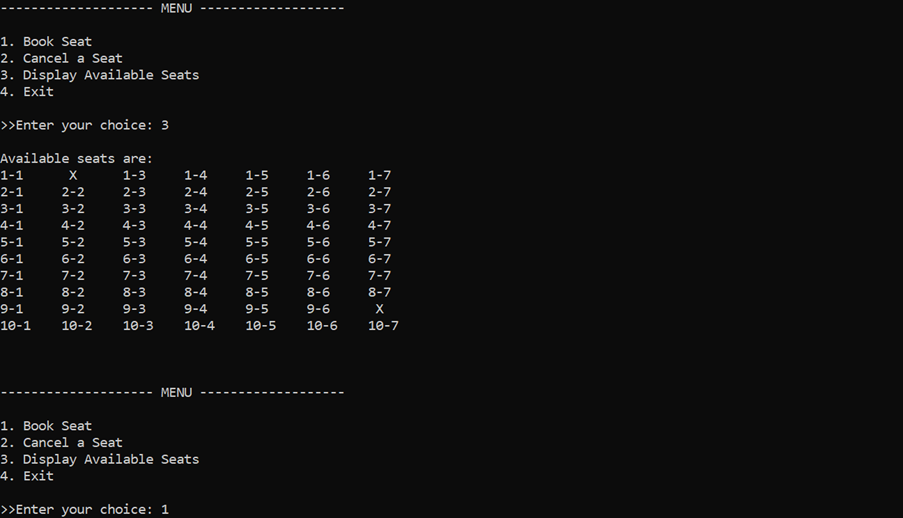 -------------------- MENU -------------------
1. Book Seat
2. Cancel a Seat
3. Display Available Seats
4. Exit
>>Enter your choice: 3
Available seats are:
1-1     X      1-3     1-4     1-5     1-6     1-7
2-1     2-2     2-3     2-4     2-5     2-6     2-7
3-1     3-2     3-3     3-4     3-5     3-6     3-7
4-1     4-2     4-3     4-4     4-5     4-6     4-7
5-1     5-2     5-3     5-4     5-5     5-6     5-7
6-1     6-2     6-3     6-4     6-5     6-6     6-7
7-1     7-2     7-3     7-4     7-5     7-6     7-7
8-1     8-2     8-3     8-4     8-5     8-6     8-7
9-1     9-2     9-3     9-4     9-5     9-6      X
10-1    10-2    10-3    10-4    10-5    10-6    10-7
-------------------- MENU -------------------
1. Book Seat
2. Cancel a Seat
3. Display Available Seats
4. Exit
>>Enter your choice: 1